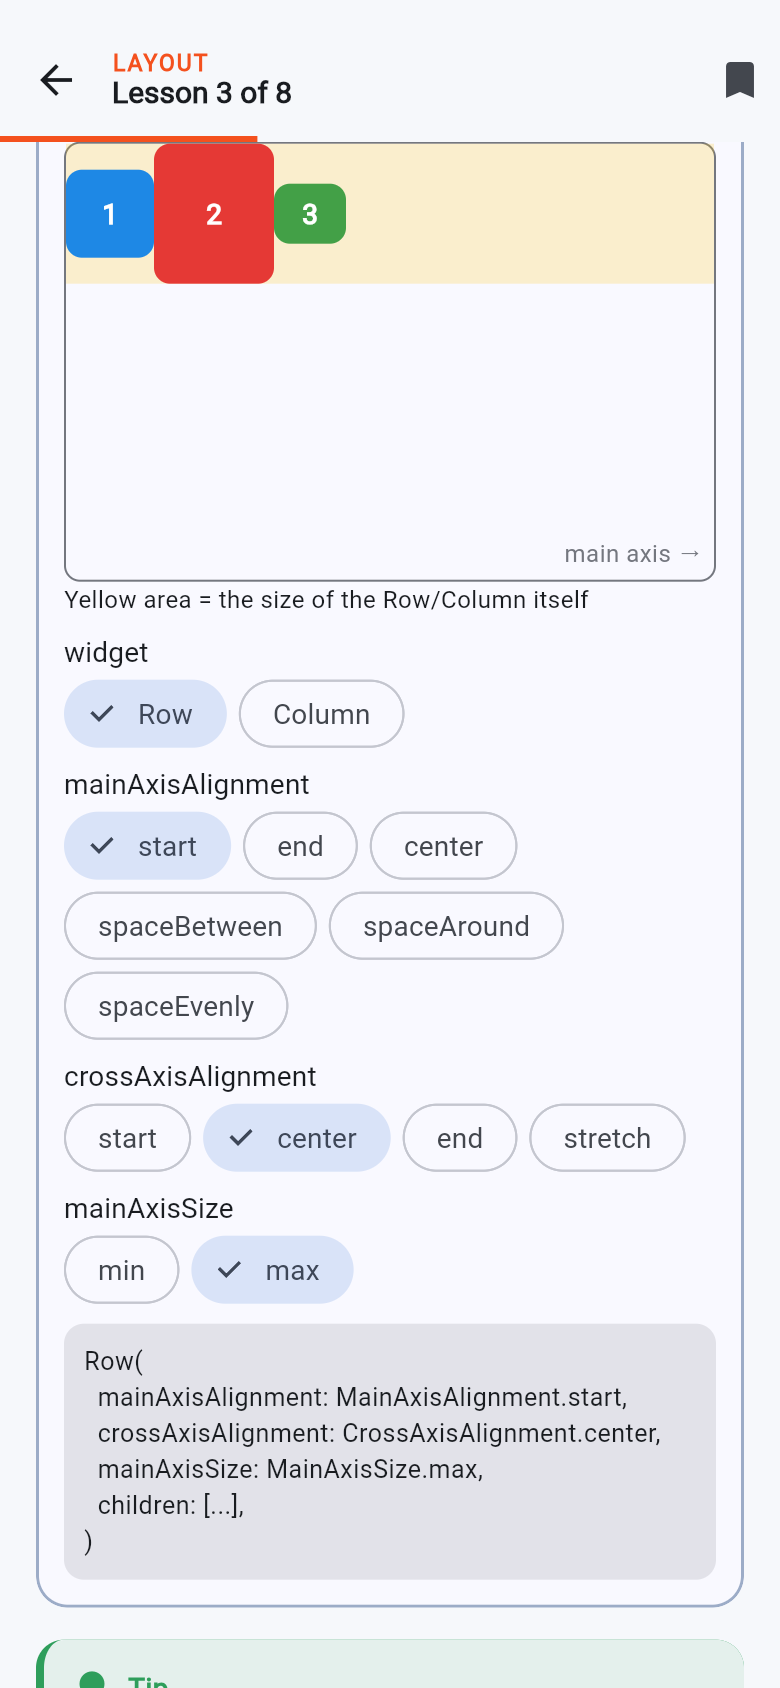 LAYOUT
Lesson 3 of 8
1 2 3
main axis →
Yellow area = the size of the Row/Column itself
widget
Row Column
mainAxisAlignment
start end center
spaceBetween spaceAround
spaceEvenly
crossAxisAlignment
start center end stretch
mainAxisSize
min max
Row(
  mainAxisAlignment: MainAxisAlignment.start,
  crossAxisAlignment: CrossAxisAlignment.center,
  mainAxisSize: MainAxisSize.max,
  children: [...],
)
Tip